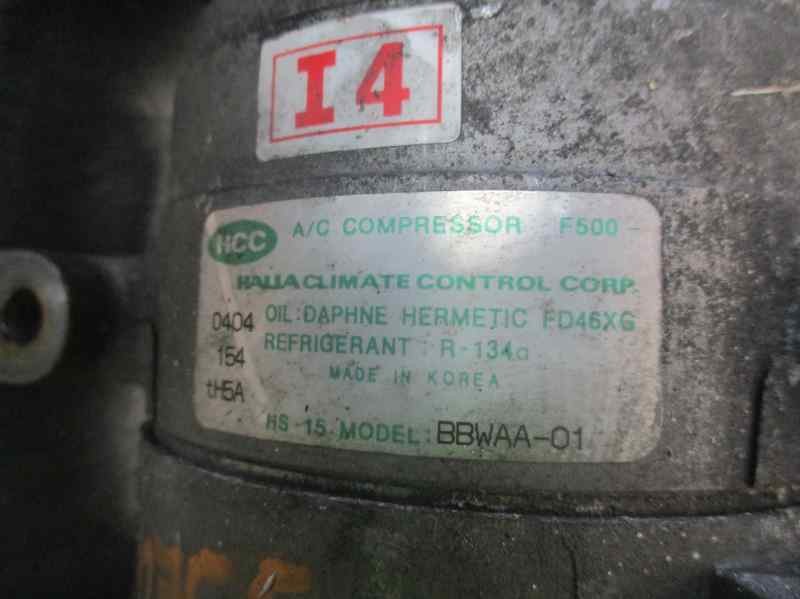 I4
HCC A/C COMPRESSOR F500-
HALLA CLIMATE CONTROL CORP.
0404 OIL:DAPHNE HERMETIC FD46XG
154 REFRIGERANT : R-134a
tH5A MADE IN KOREA
HS-15 MODEL: BBWAA-01